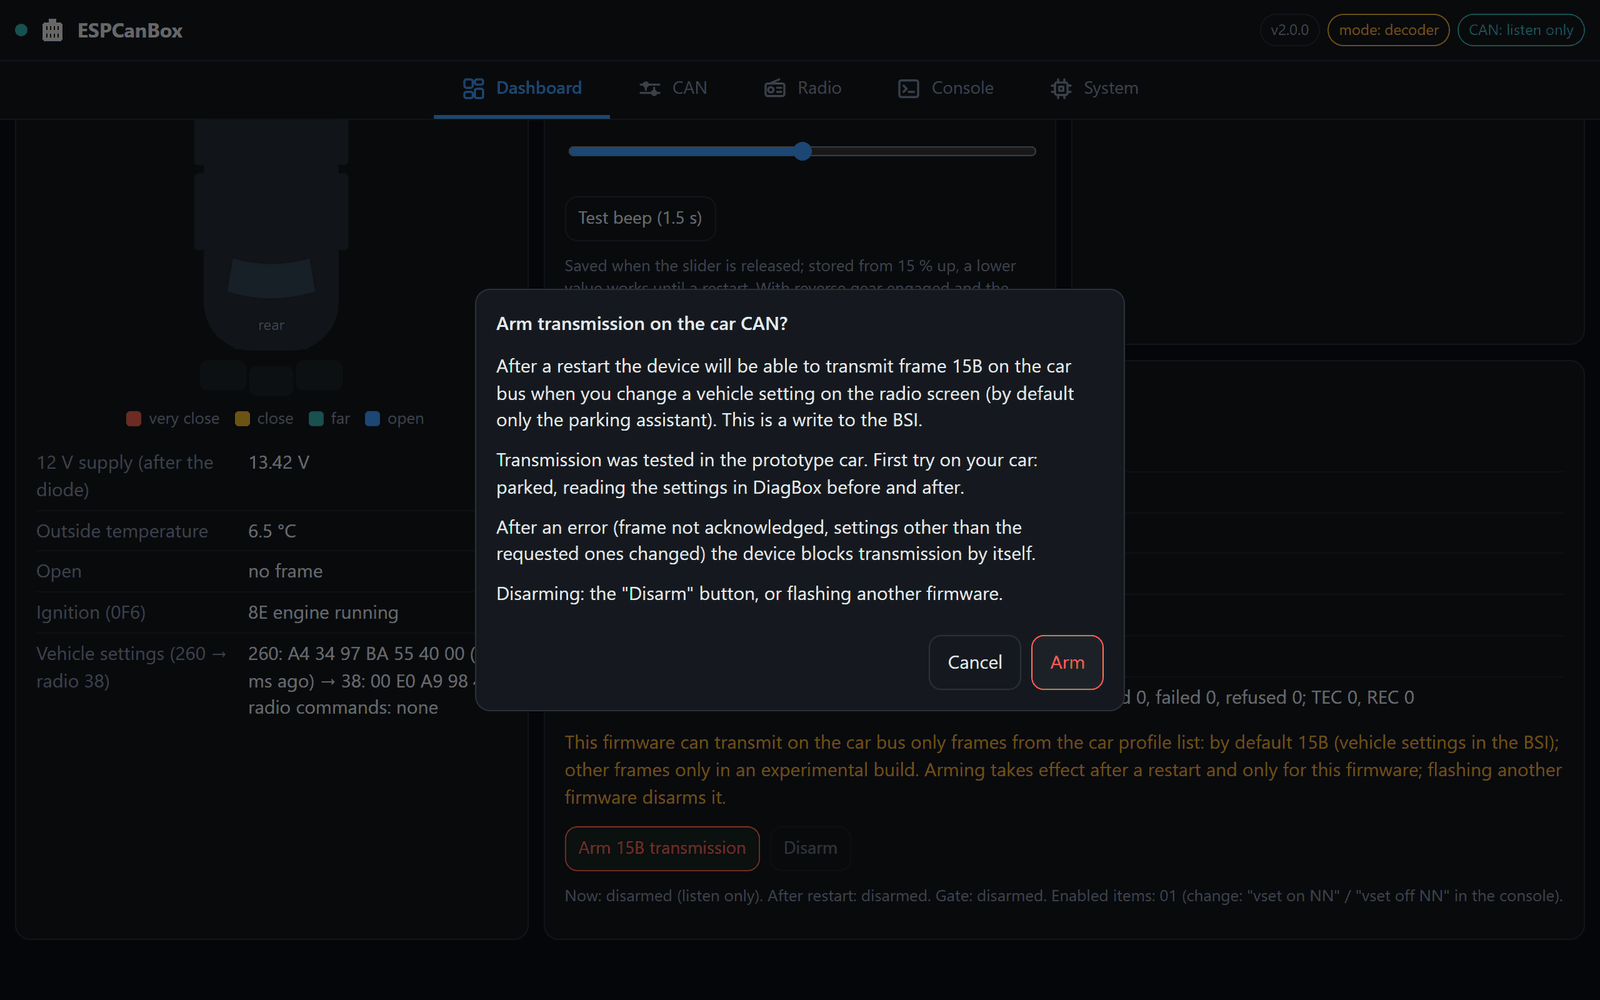 ESPCanBox
v2.0.0
mode: decoder
CAN: listen only
Dashboard
CAN
Radio
Console
System
rear
very close
close
far
open
12 V supply (after the
diode)
13.42 V
Outside temperature
6.5 °C
Open
no frame
Ignition (0F6)
8E engine running
Vehicle settings (260 →
radio 38)
260: A4 34 97 BA 55 40 00 (
ms ago) → 38: 00 E0 A9 98
radio commands: none
Test beep (1.5 s)
Saved when the slider is released; stored from 15 % up, a lower
value works until a restart. With reverse gear engaged and the
Arm transmission on the car CAN?
After a restart the device will be able to transmit frame 15B on the car
bus when you change a vehicle setting on the radio screen (by default
only the parking assistant). This is a write to the BSI.
Transmission was tested in the prototype car. First try on your car:
parked, reading the settings in DiagBox before and after.
After an error (frame not acknowledged, settings other than the
requested ones changed) the device blocks transmission by itself.
Disarming: the "Disarm" button, or flashing another firmware.
Cancel
Arm
0, failed 0, refused 0; TEC 0, REC 0
This firmware can transmit on the car bus only frames from the car profile list: by default 15B (vehicle settings in the BSI);
other frames only in an experimental build. Arming takes effect after a restart and only for this firmware; flashing another
firmware disarms it.
Arm 15B transmission
Disarm
Now: disarmed (listen only). After restart: disarmed. Gate: disarmed. Enabled items: 01 (change: "vset on NN" / "vset off NN" in the console).